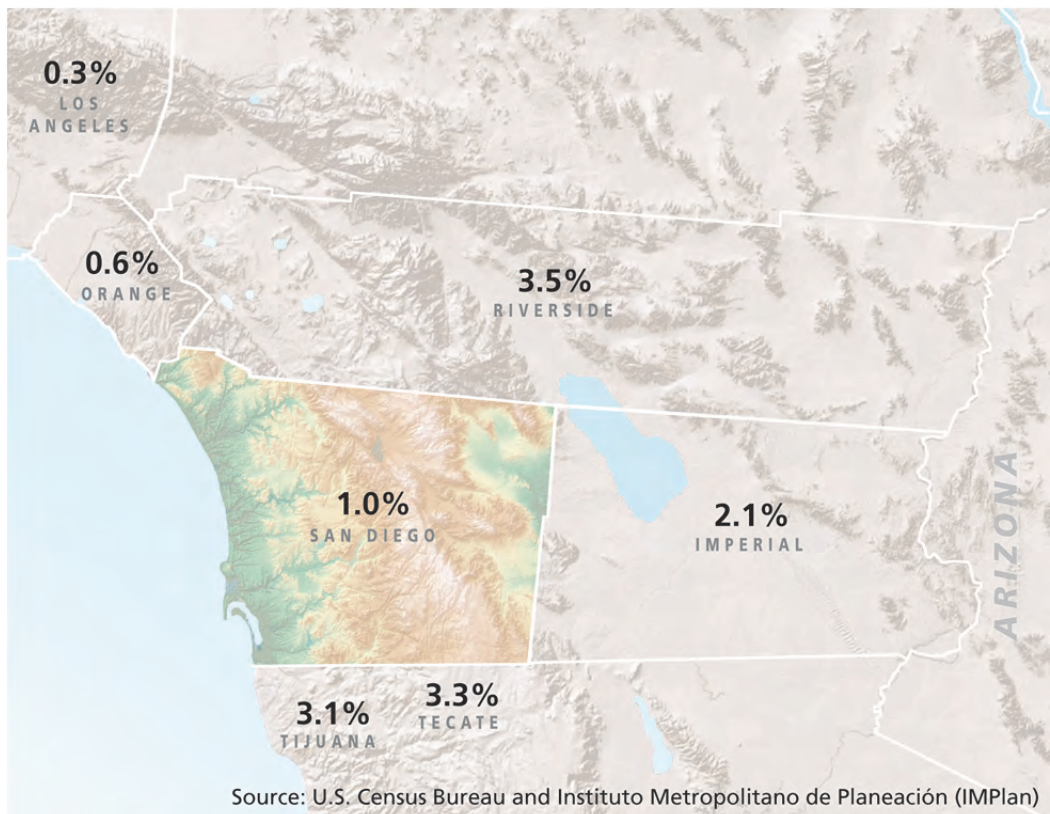 0.3%
LOS
ANGELES
0.6%
ORANGE
3.5%
RIVERSIDE
1.0%
SAN DIEGO
2.1%
IMPERIAL
ARIZONA
3.1%
TIJUANA
3.3%
TECATE
Source: U.S. Census Bureau and Instituto Metropolitano de Planeación (IMPlan)